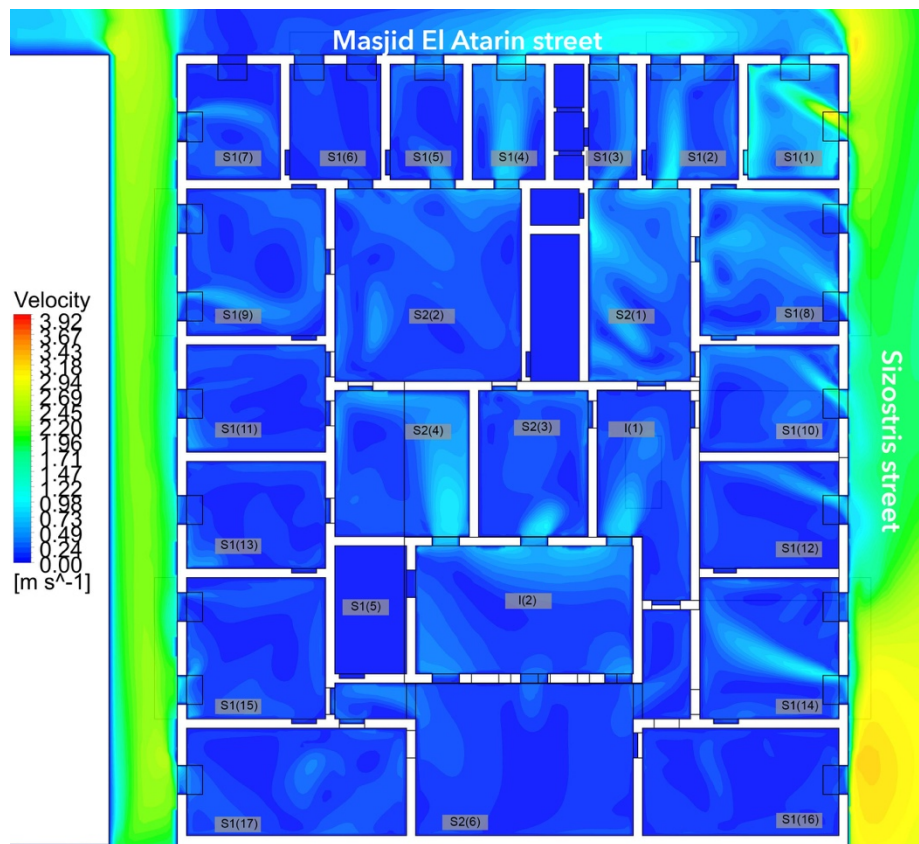 Masjid El Atarin street
S1(7)
S1(6)
S1(5)
S1(4)
S1(3)
S1(2)
S1(1)
S1(9)
S2(2)
S2(1)
S1(8)
Velocity
3.92
3.67
3.43
3.18
2.94
2.69
2.45
2.20
1.96
1.71
1.47
1.22
0.98
0.73
0.49
0.24
0.00
[m s^-1]
Sizostris street
S1(11)
S2(4)
S2(3)
I(1)
S1(10)
S1(13)
S1(12)
S1(5)
I(2)
S1(15)
S1(14)
S1(17)
S2(6)
S1(16)